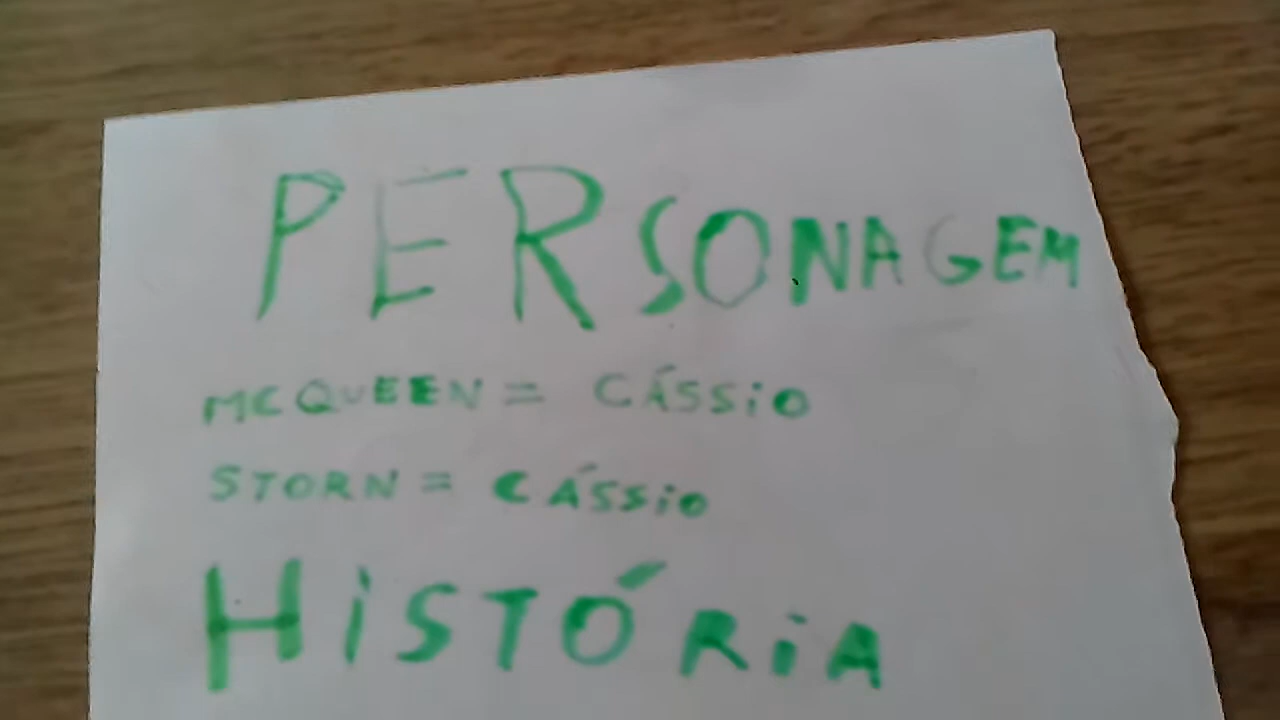 PERSONAGEM
MCQUEEN = CÁSSiO
STORN = CÁSSiO
HiSTÓRiA